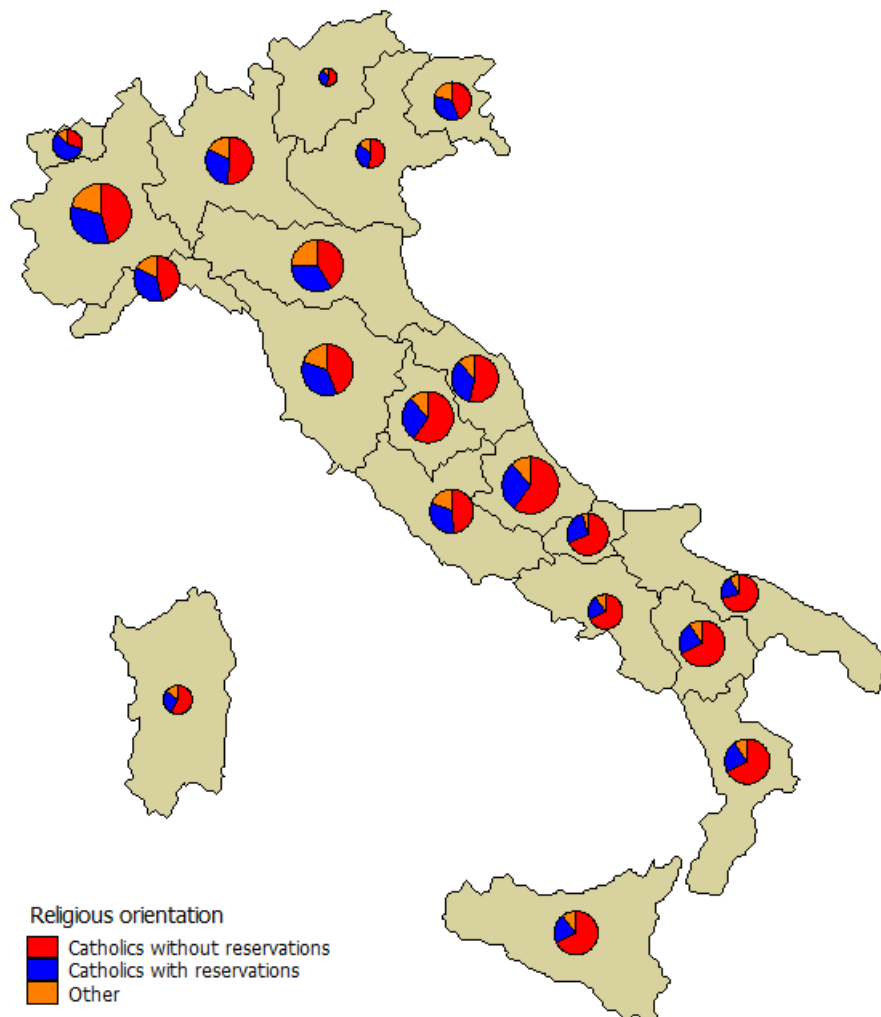 Religious orientation
Catholics without reservations
Catholics with reservations
Other